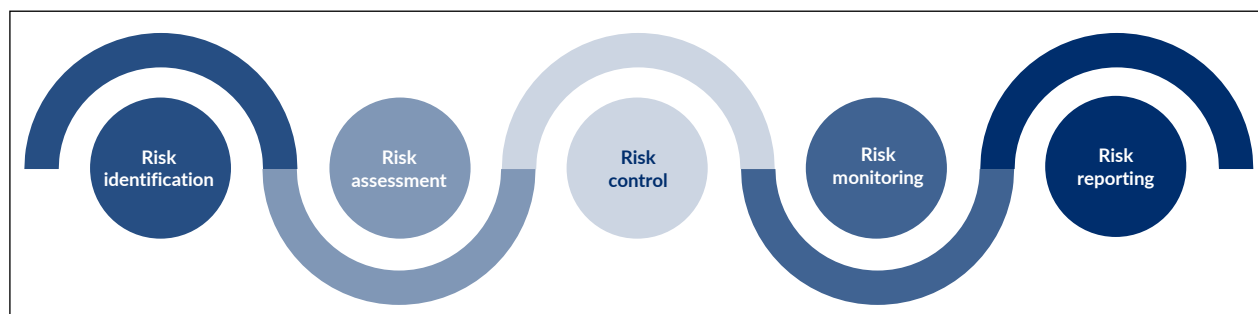 Risk
identification
Risk
assessment
Risk
control
Risk
monitoring
Risk
reporting